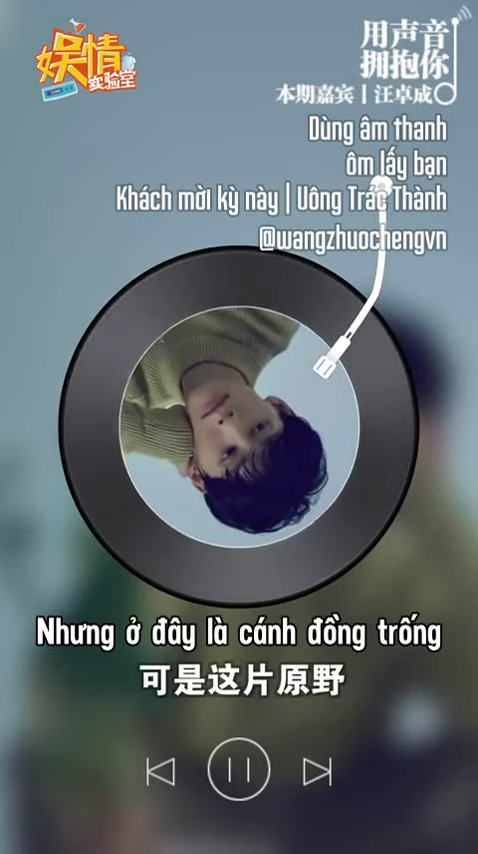 娱情
实验室
用声音
拥抱你
本期嘉宾 | 汪卓成
Dùng âm thanh
ôm lấy bạn
Khách mời kỳ này | Uông Trác Thành
@wangzhuochengvn
Nhưng ở đây là cánh đồng trống
可是这片原野